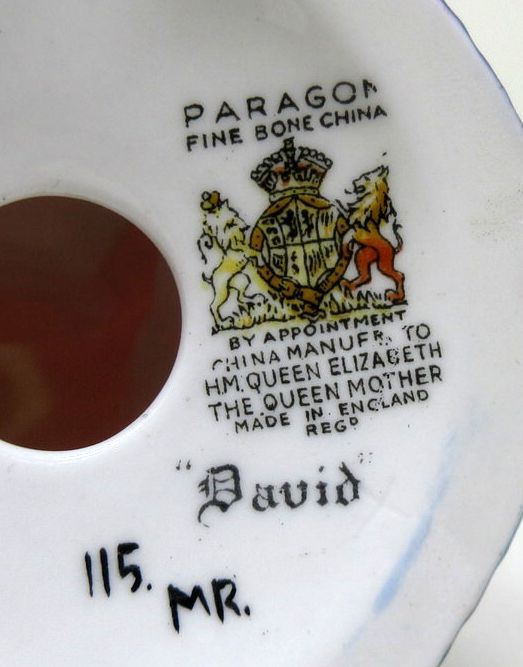 PARAGON
FINE BONE CHINA
BY APPOINTMENT
CHINA MANUFR. TO
H.M. QUEEN ELIZABETH
THE QUEEN MOTHER
MADE IN ENGLAND
REGD
"David"
115.
MR.